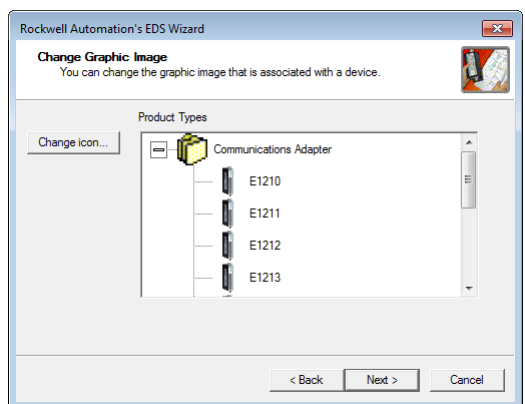 Rockwell Automation's EDS Wizard
Change Graphic Image
You can change the graphic image that is associated with a device.
Product Types
Change icon...
Communications Adapter
E1210
E1211
E1212
E1213
< Back
Next >
Cancel